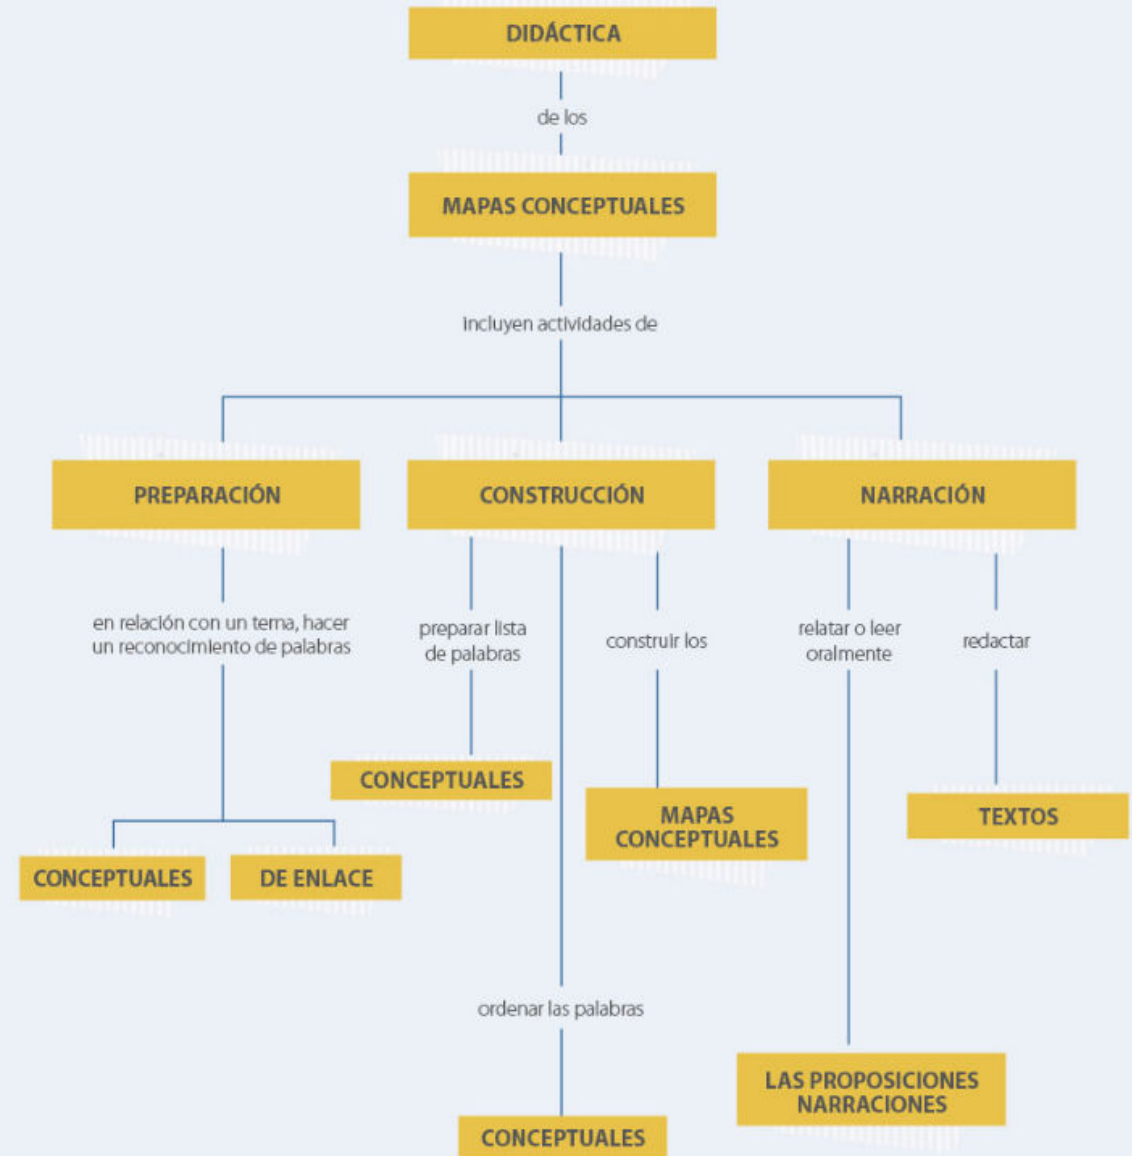 DIDÁCTICA
de los
MAPAS CONCEPTUALES
incluyen actividades de
PREPARACIÓN
CONSTRUCCIÓN
NARRACIÓN
en relación con un tema, hacer
un reconocimiento de palabras
preparar lista
de palabras
construir los
relatar o leer
oralmente
redactar
CONCEPTUALES
MAPAS
CONCEPTUALES
TEXTOS
CONCEPTUALES
DE ENLACE
ordenar las palabras
LAS PROPOSICIONES
NARRACIONES
CONCEPTUALES